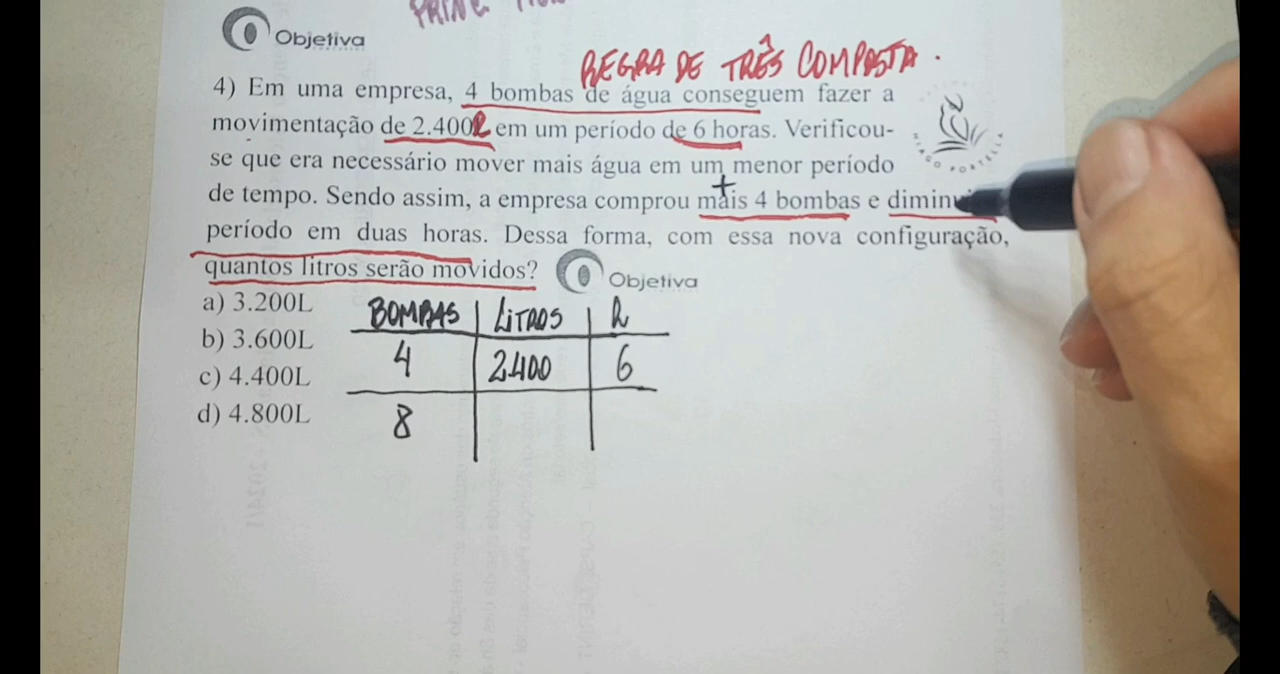 PRINC
Objetiva
REGRA DE TRÊS COMPOSTA.
4) Em uma empresa, 4 bombas de água conseguem fazer a
movimentação de 2.400L em um período de 6 horas. Verificou-
se que era necessário mover mais água em um menor período
de tempo. Sendo assim, a empresa comprou mais 4 bombas e
+
período em duas horas. Dessa forma, com essa nova configuração,
quantos litros serão movidos?
Objetiva
a) 3.200L
b) 3.600L
c) 4.400L
d) 4.800L
BOMBAS LITROS h
4 2400 6
8